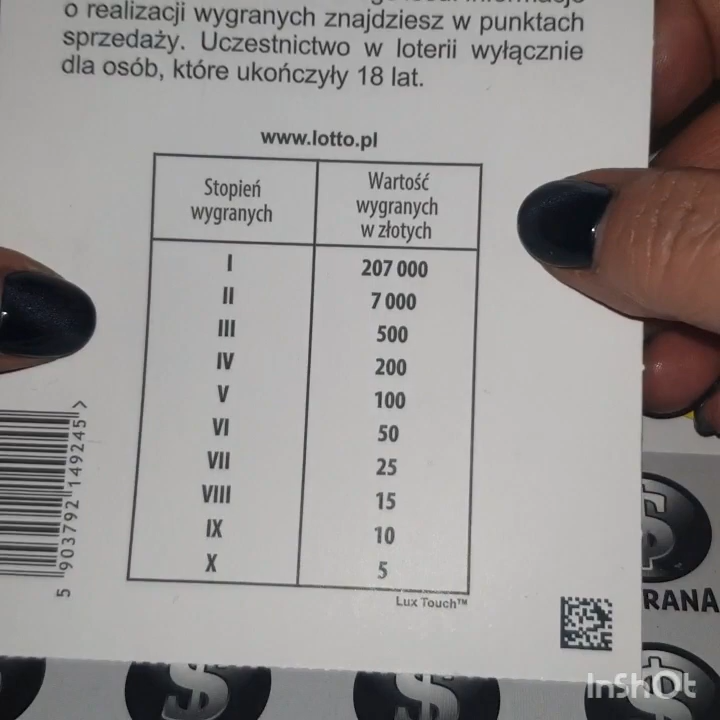 o realizacji wygranych znajdziesz w punktach
sprzedaży. Uczestnictwo w loterii wyłącznie
dla osób, które ukończyły 18 lat.
www.lotto.pl
Stopień wygranych Wartość wygranych w złotych
I 207 000
II 7 000
III 500
IV 200
V 100
VI 50
VII 25
VIII 15
IX 10
X 5
Lux Touch™
5 903792 149245 >
RANA
InShOt